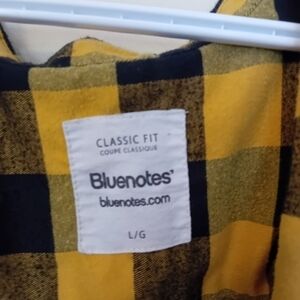 CLASSIC FIT
COUPE CLASSIQUE
Bluenotes'
bluenotes.com
L/G